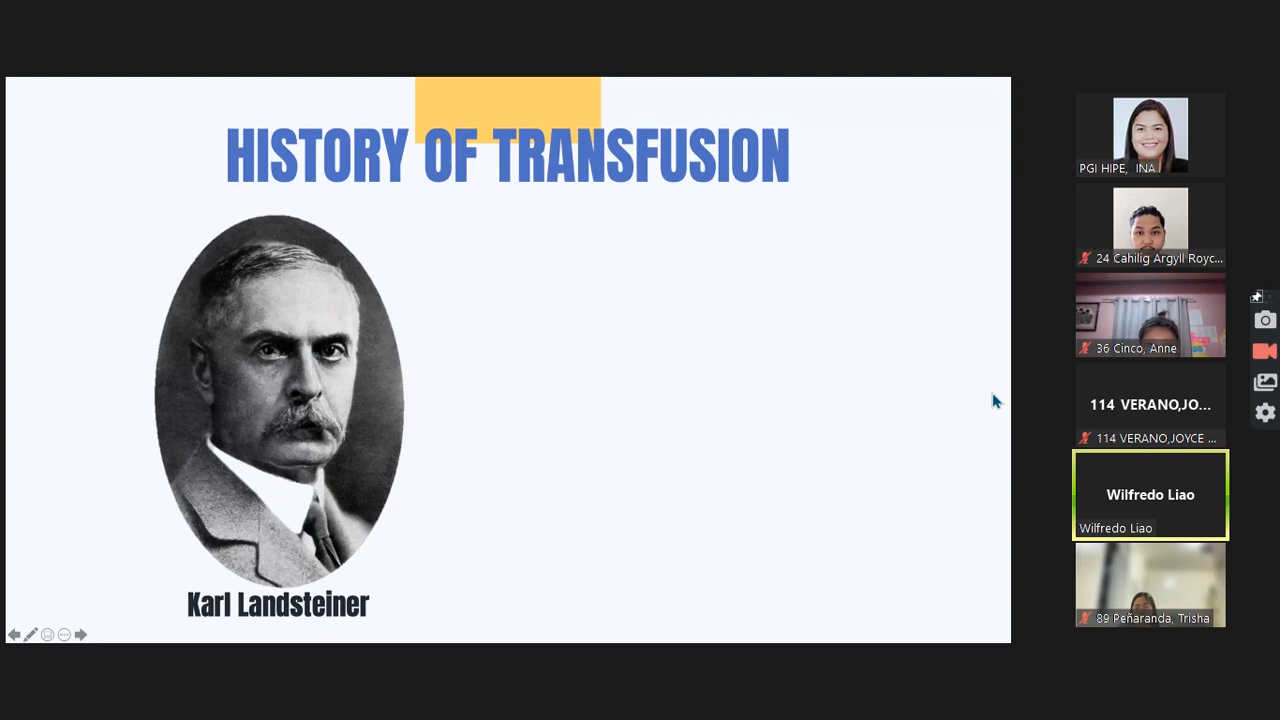 HISTORY OF TRANSFUSION
Karl Landsteiner
PGI HIPE, INA
24 Cahilig Argyll Royc...
36 Cinco, Anne
114 VERANO,JO...
114 VERANO,JOYCE ...
Wilfredo Liao
Wilfredo Liao
89 Peñaranda, Trisha